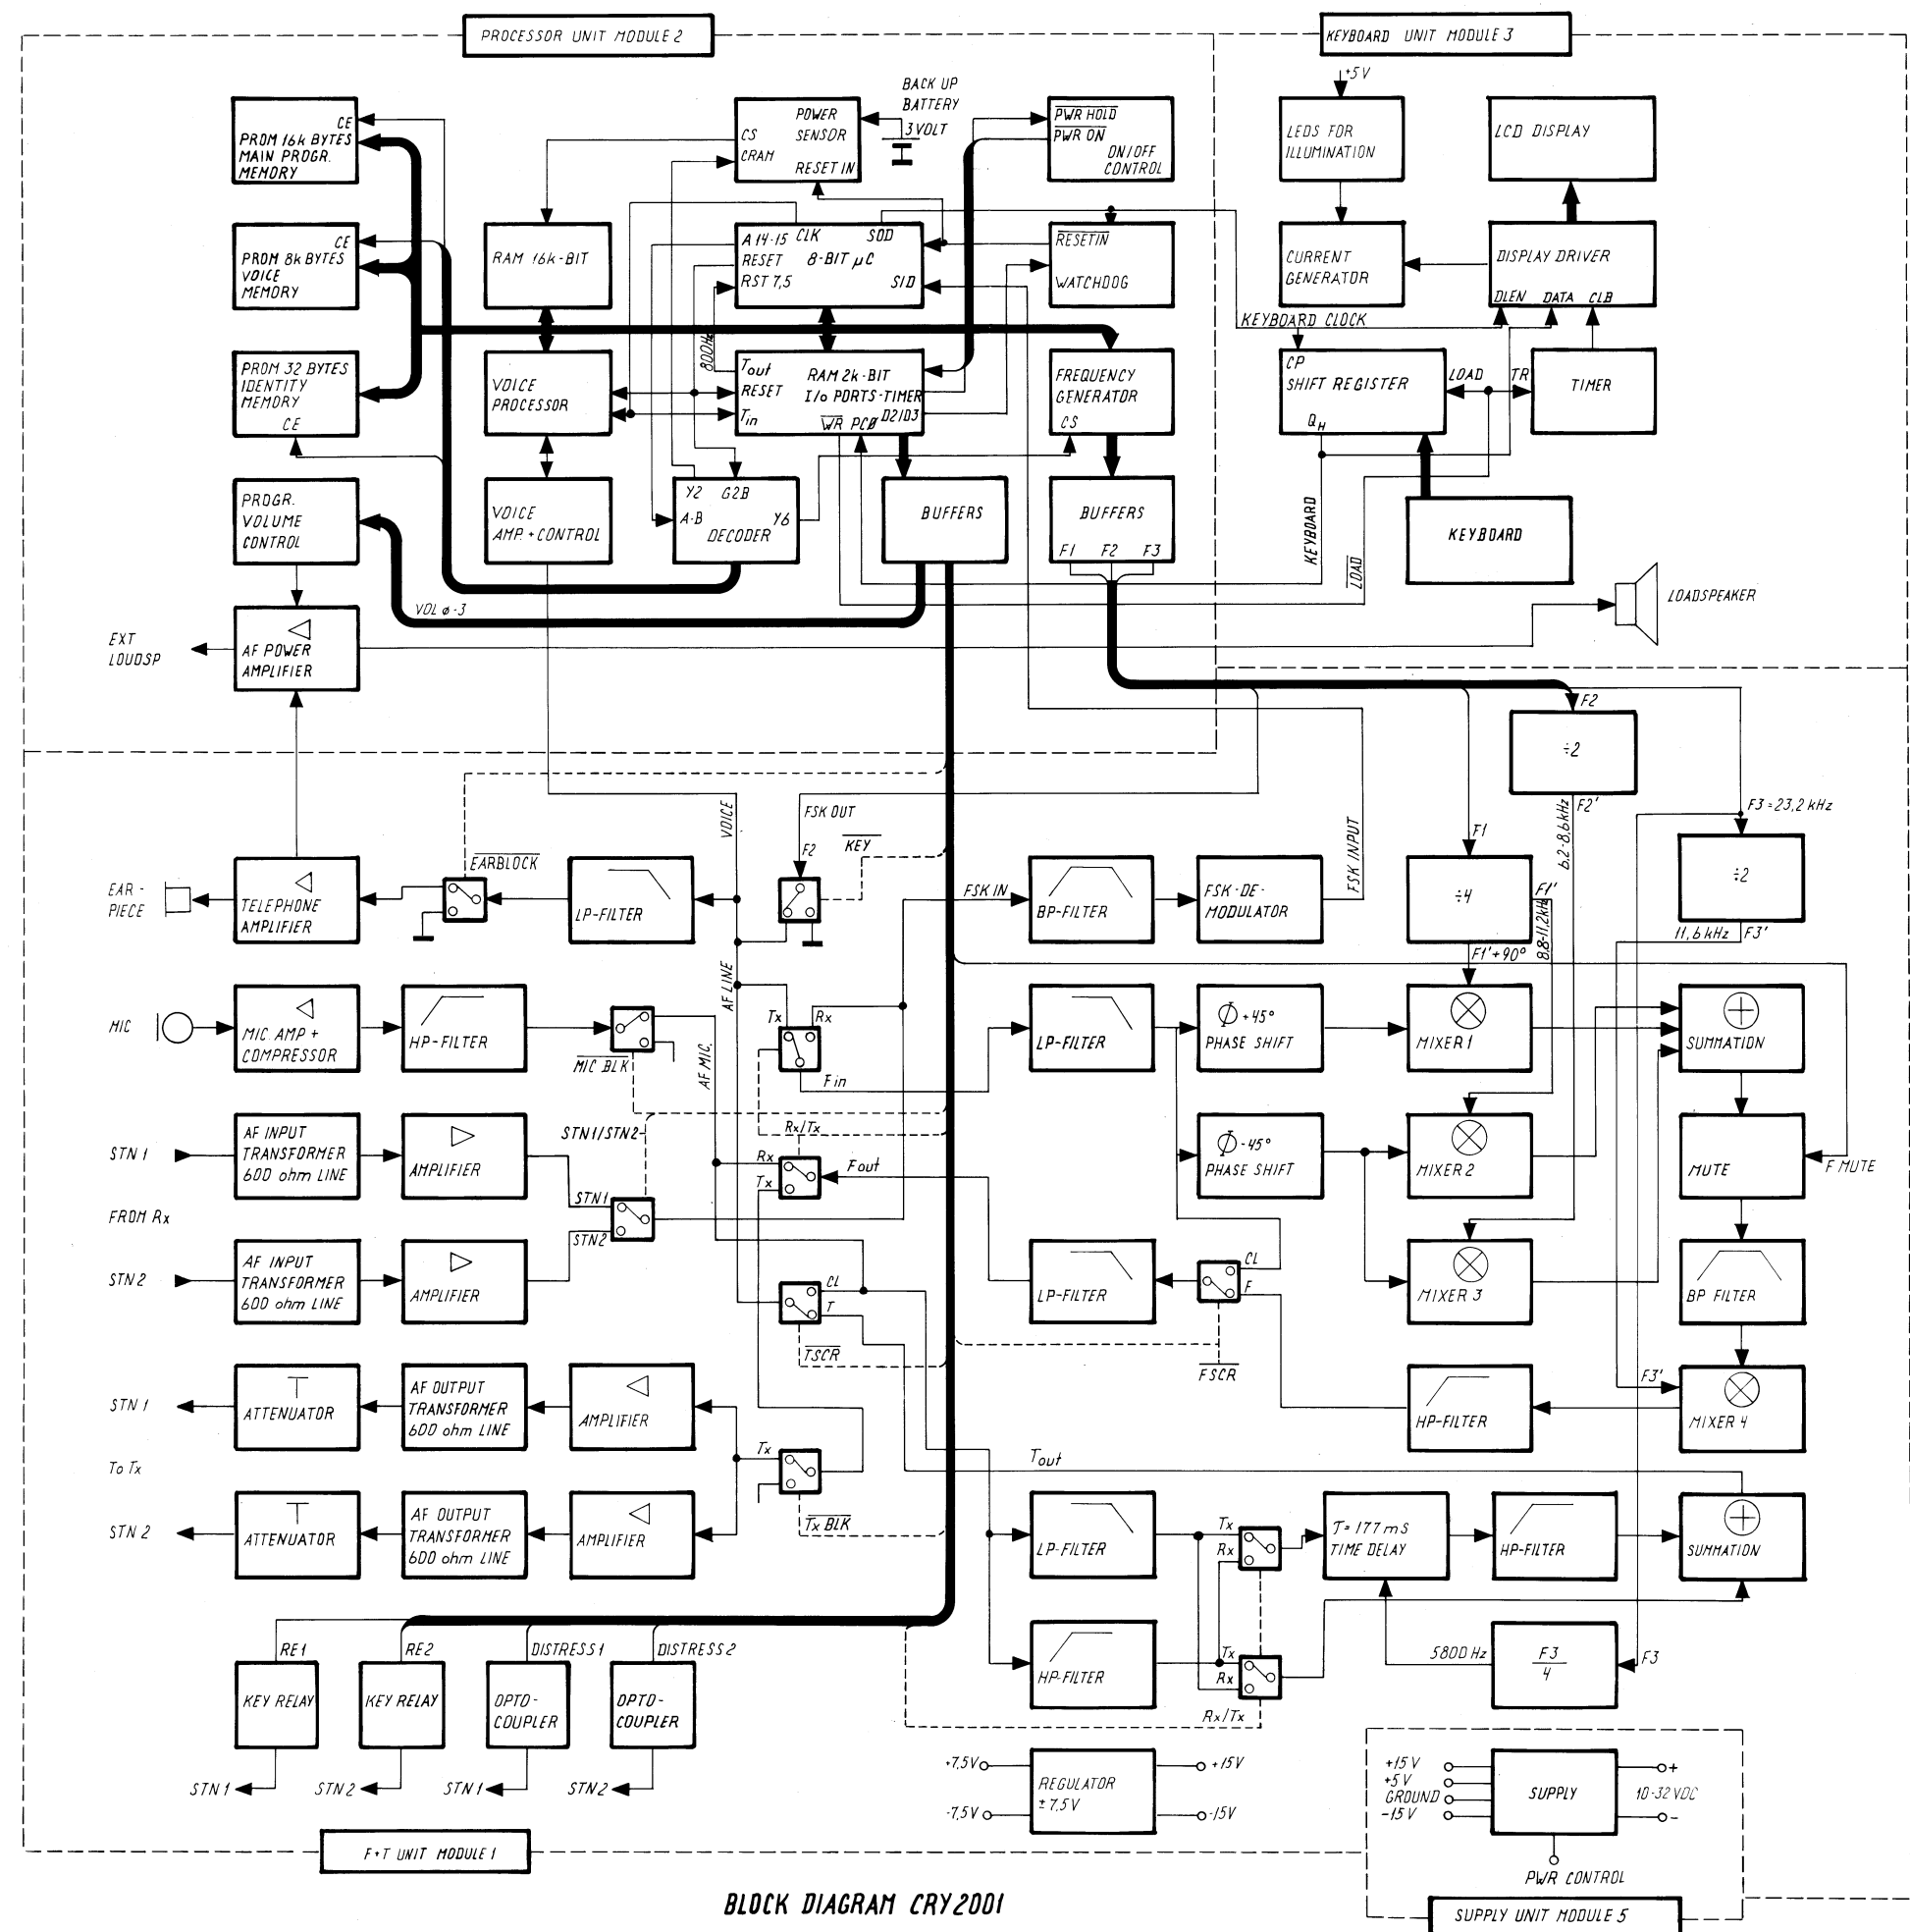 PROCESSOR UNIT MODULE 2
KEYBOARD UNIT MODULE 3
CE
PROM 16k BYTES
MAIN PROGR.
MEMORY
CS
CRAM
POWER
SENSOR
RESET IN
BACK UP
BATTERY
3 VOLT
PWR HOLD
PWR ON
ON/OFF
CONTROL
+5V
LEDS FOR
ILLUMINATION
LCD DISPLAY
CE
PROM 8k BYTES
VOICE
MEMORY
RAM 16k-BIT
A 14-15
CLK
SOD
RESET
8-BIT µC
RST 7,5
SID
RESETIN
WATCHDOG
CURRENT
GENERATOR
DISPLAY DRIVER
DLEN
DATA
CLB
KEYBOARD CLOCK
800Hz
PROM 32 BYTES
IDENTITY
MEMORY
CE
VOICE
PROCESSOR
Tout
RESET
Tin
RAM 2k-BIT
I/o PORTS-TIMER
WR PCØ D2/D3
FREQUENCY
GENERATOR
CS
CP
SHIFT REGISTER
QH
LOAD
TR
TIMER
PROGR.
VOLUME
CONTROL
VOICE
AMP. + CONTROL
Y2
G2B
A-B
Y6
DECODER
BUFFERS
BUFFERS
F1
F2
F3
KEYBOARD
LOAD
KEYBOARD
VOL ø-3
LOADSPEAKER
EXT
LOUDSP
AF POWER
AMPLIFIER
F2
÷2
F2'
6,2-8,6kHz
F3=23,2 kHz
VOICE
FSK OUT
F2
KEY
F1
EARBLOCK
EAR-
PIECE
TELEPHONE
AMPLIFIER
LP-FILTER
FSK IN
BP-FILTER
FSK-DE-
MODULATOR
FSK INPUT
÷4
F1'
8,8-11,2kHz
÷2
11,6 kHz
F3'
F1'+90°
AF LINE
MIC
MIC AMP +
COMPRESSOR
HP-FILTER
MIC BLK
AF MIC.
Tx
Rx
F in
LP-FILTER
Φ +45°
PHASE SHIFT
MIXER 1
SUMMATION
STN 1
AF INPUT
TRANSFORMER
600 ohm LINE
AMPLIFIER
STN1/STN2
Rx/Tx
Rx
Tx
Fout
Φ -45°
PHASE SHIFT
MIXER 2
MUTE
F MUTE
FROM Rx
STN1
STN2
STN 2
AF INPUT
TRANSFORMER
600 ohm LINE
AMPLIFIER
CL
T
TSCR
LP-FILTER
CL
F
FSCR
MIXER 3
BP FILTER
STN 1
ATTENUATOR
AF OUTPUT
TRANSFORMER
600 ohm LINE
AMPLIFIER
HP-FILTER
F3'
MIXER 4
To Tx
Tx
Tout
STN 2
ATTENUATOR
AF OUTPUT
TRANSFORMER
600 ohm LINE
AMPLIFIER
Tx BLK
LP-FILTER
Tx
Rx
T=177 mS
TIME DELAY
HP-FILTER
SUMMATION
RE1
RE2
DISTRESS1
DISTRESS2
KEY RELAY
KEY RELAY
OPTO-
COUPLER
OPTO-
COUPLER
HP-FILTER
Tx
Rx
Rx/Tx
5800 Hz
F3
4
F3
STN 1
STN 2
STN 1
STN 2
+7,5V
-7,5V
REGULATOR
± 7,5 V
+15V
-15V
+15 V
+5 V
GROUND
-15 V
SUPPLY
+
10-32 VDC
-
PWR CONTROL
F+T UNIT MODULE 1
BLOCK DIAGRAM CRY2001
SUPPLY UNIT MODULE 5